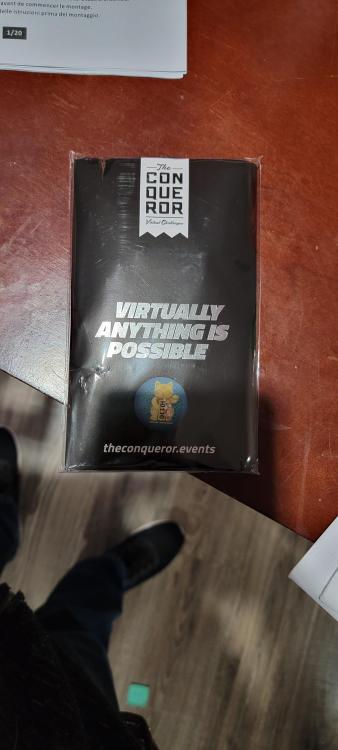 avant de commencer le montage.
delle istruzioni prima del montaggio.
1/20
The
CON
QUE
ROR
Virtual Challenges
VIRTUALLY
ANYTHING IS
POSSIBLE
theconqueror.events